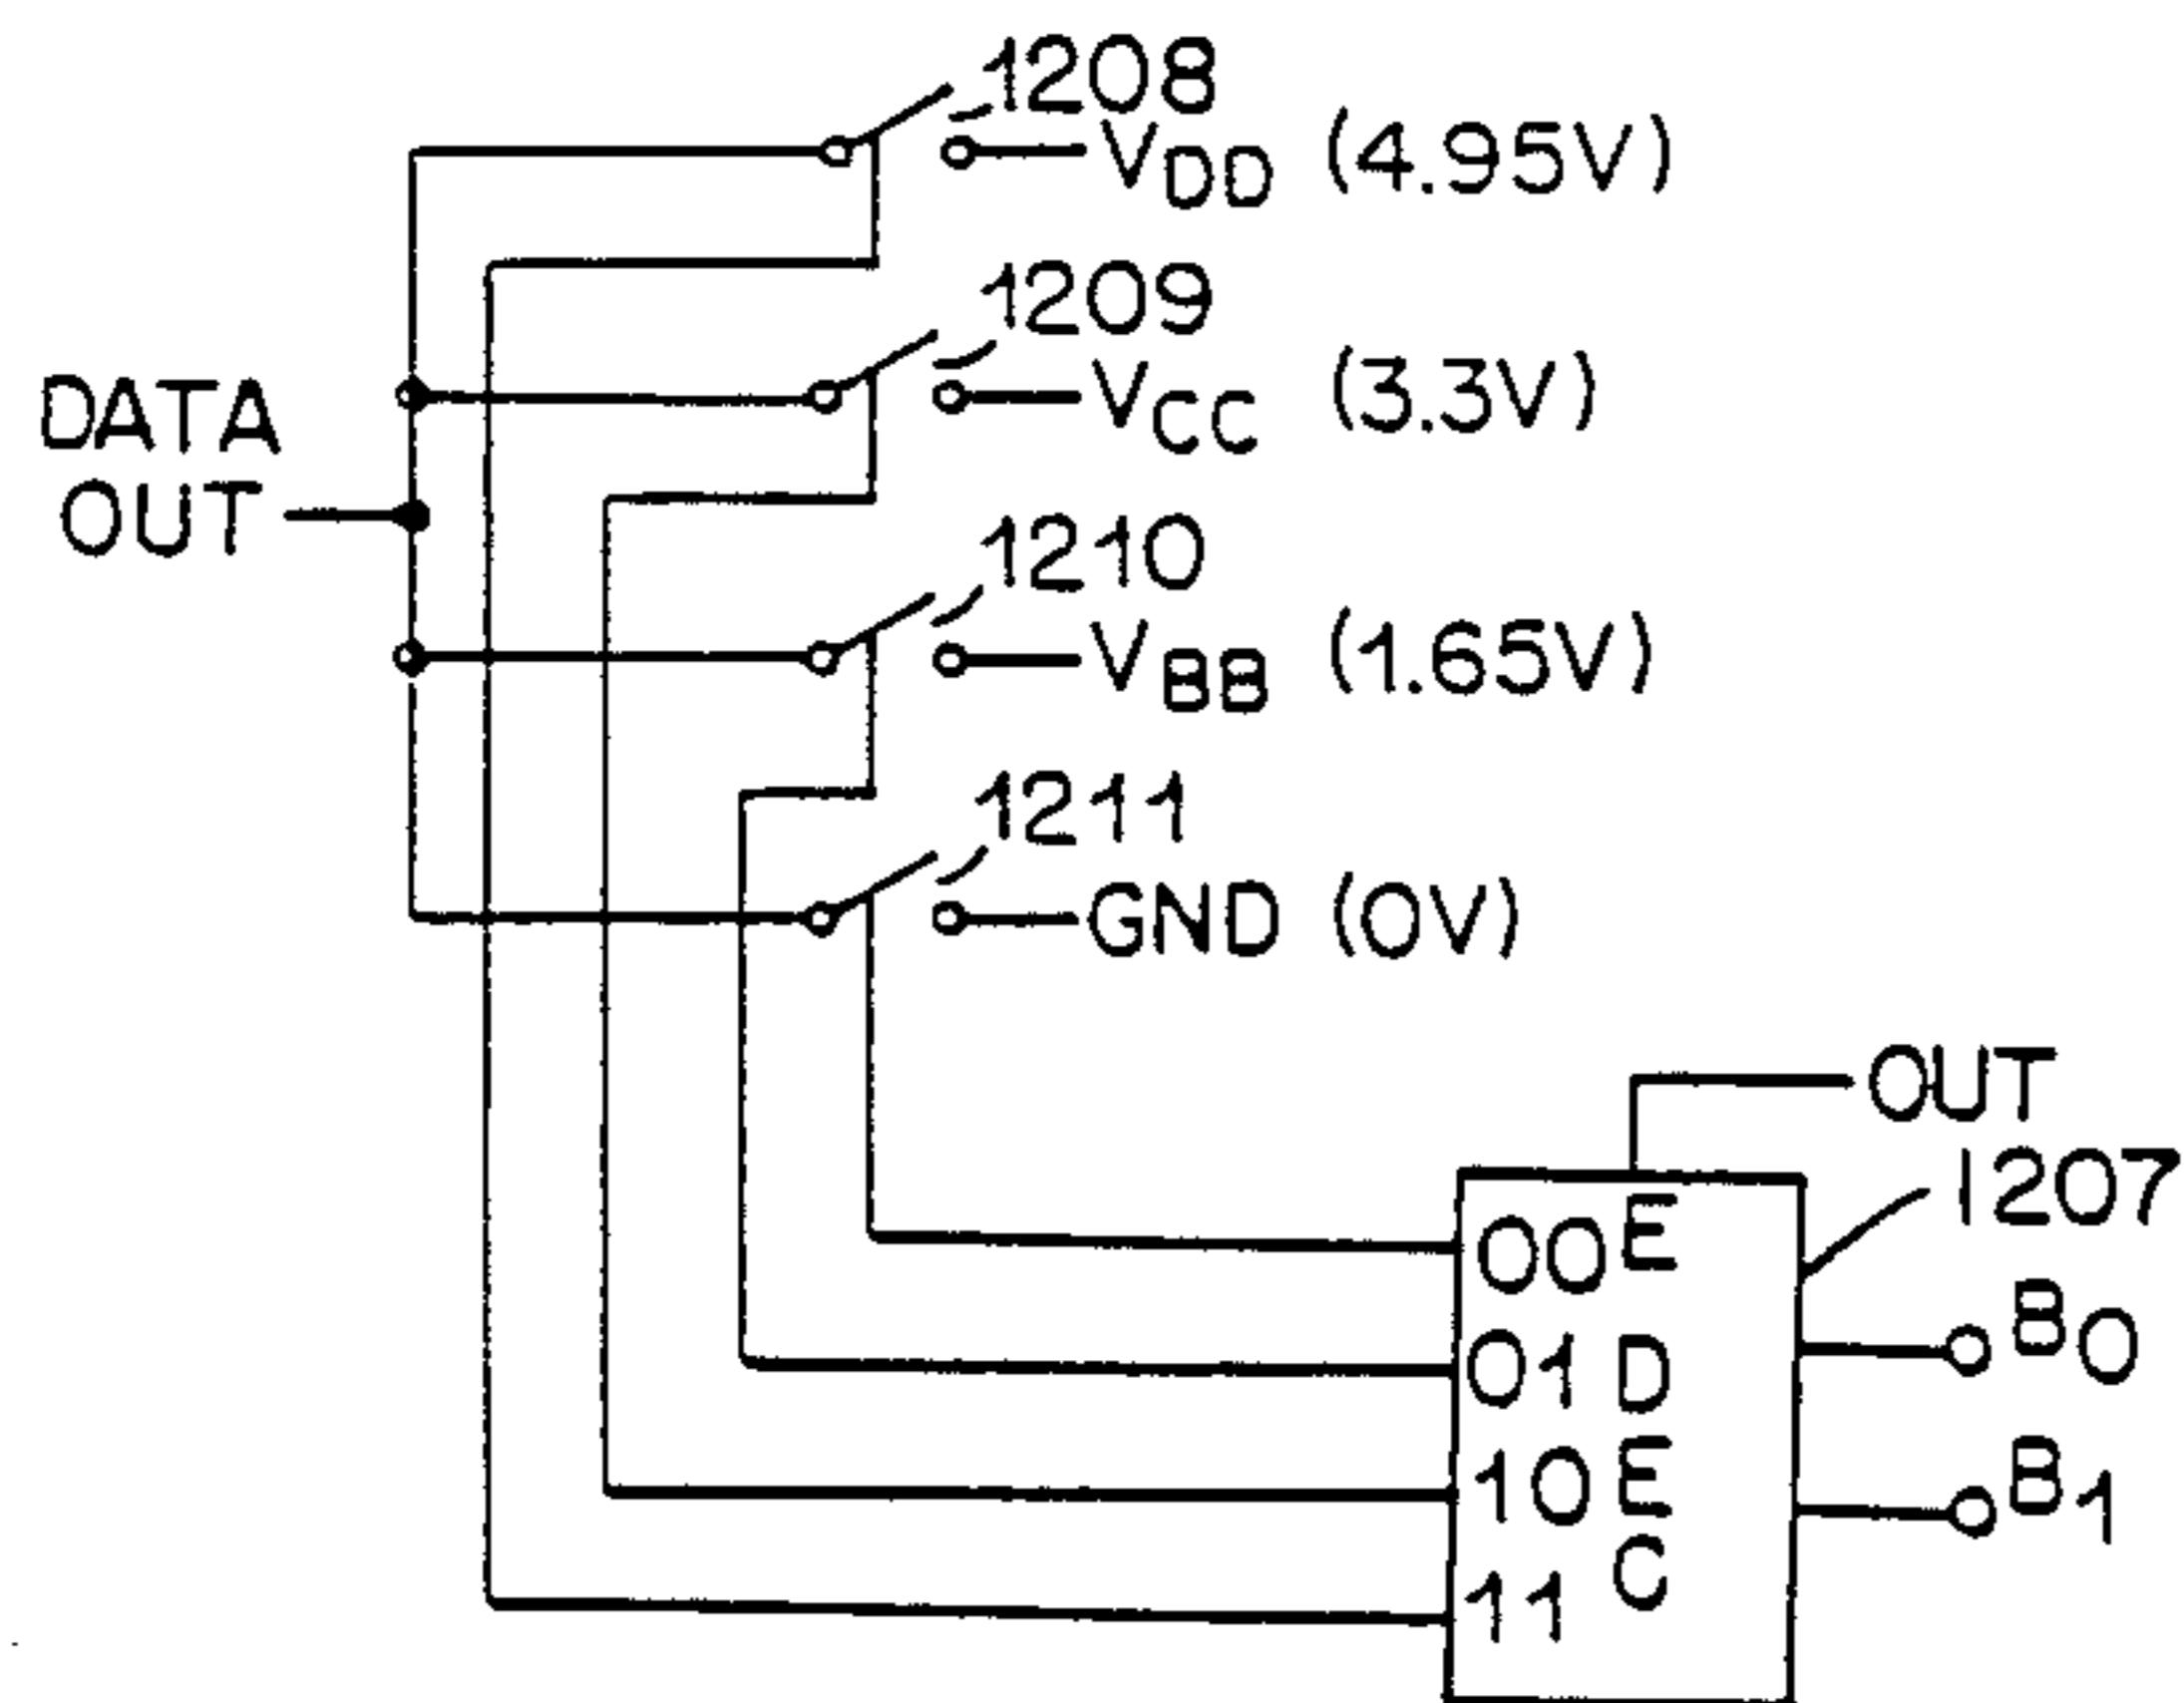 1208
VDD (4.95V)
1209
VCC (3.3V)
DATA
OUT
1210
VBB (1.65V)
1211
GND (0V)
OUT
1207
00 E
B0
01 D
10 E
B1
11 C